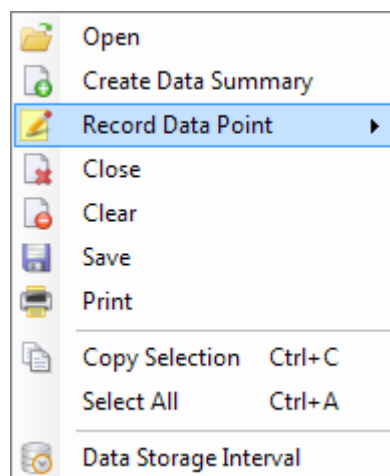 Open
Create Data Summary
Record Data Point
Close
Clear
Save
Print
Copy Selection Ctrl+C
Select All Ctrl+A
Data Storage Interval